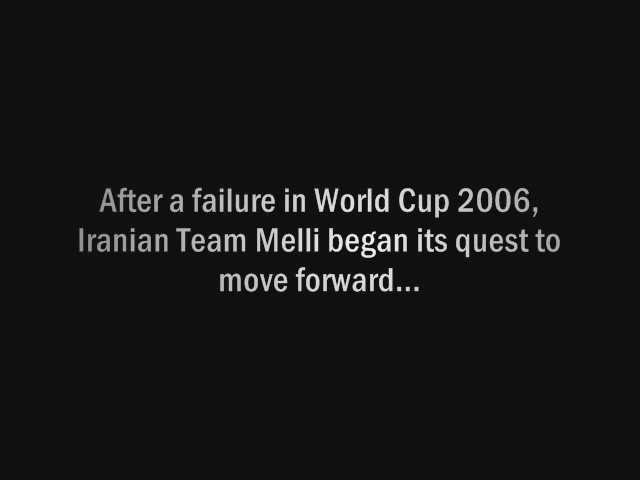 After a failure in World Cup 2006,
Iranian Team Melli began its quest to
move forward...